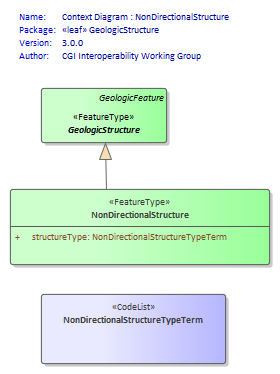 Name: Context Diagram : NonDirectionalStructure
Package: «leaf» GeologicStructure
Version: 3.0.0
Author: CGI Interoperability Working Group
GeologicFeature
«FeatureType»
GeologicStructure
«FeatureType»
NonDirectionalStructure
+ structureType: NonDirectionalStructureTypeTerm
«CodeList»
NonDirectionalStructureTypeTerm